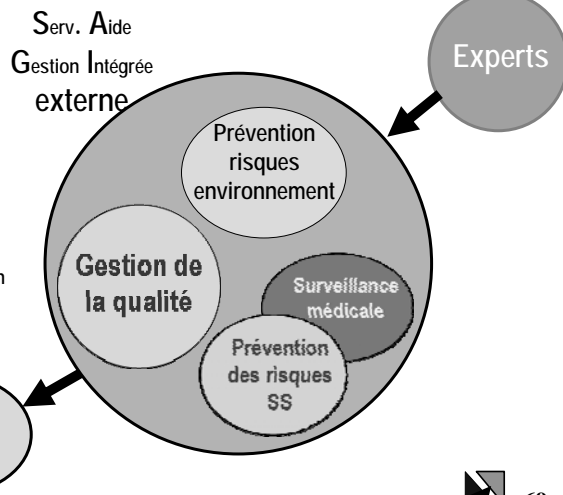 Serv. Aide
Gestion Intégrée
externe
Experts
Prévention
risques
environnement
Gestion de
la qualité
Surveillance
médicale
Prévention
des risques
SS